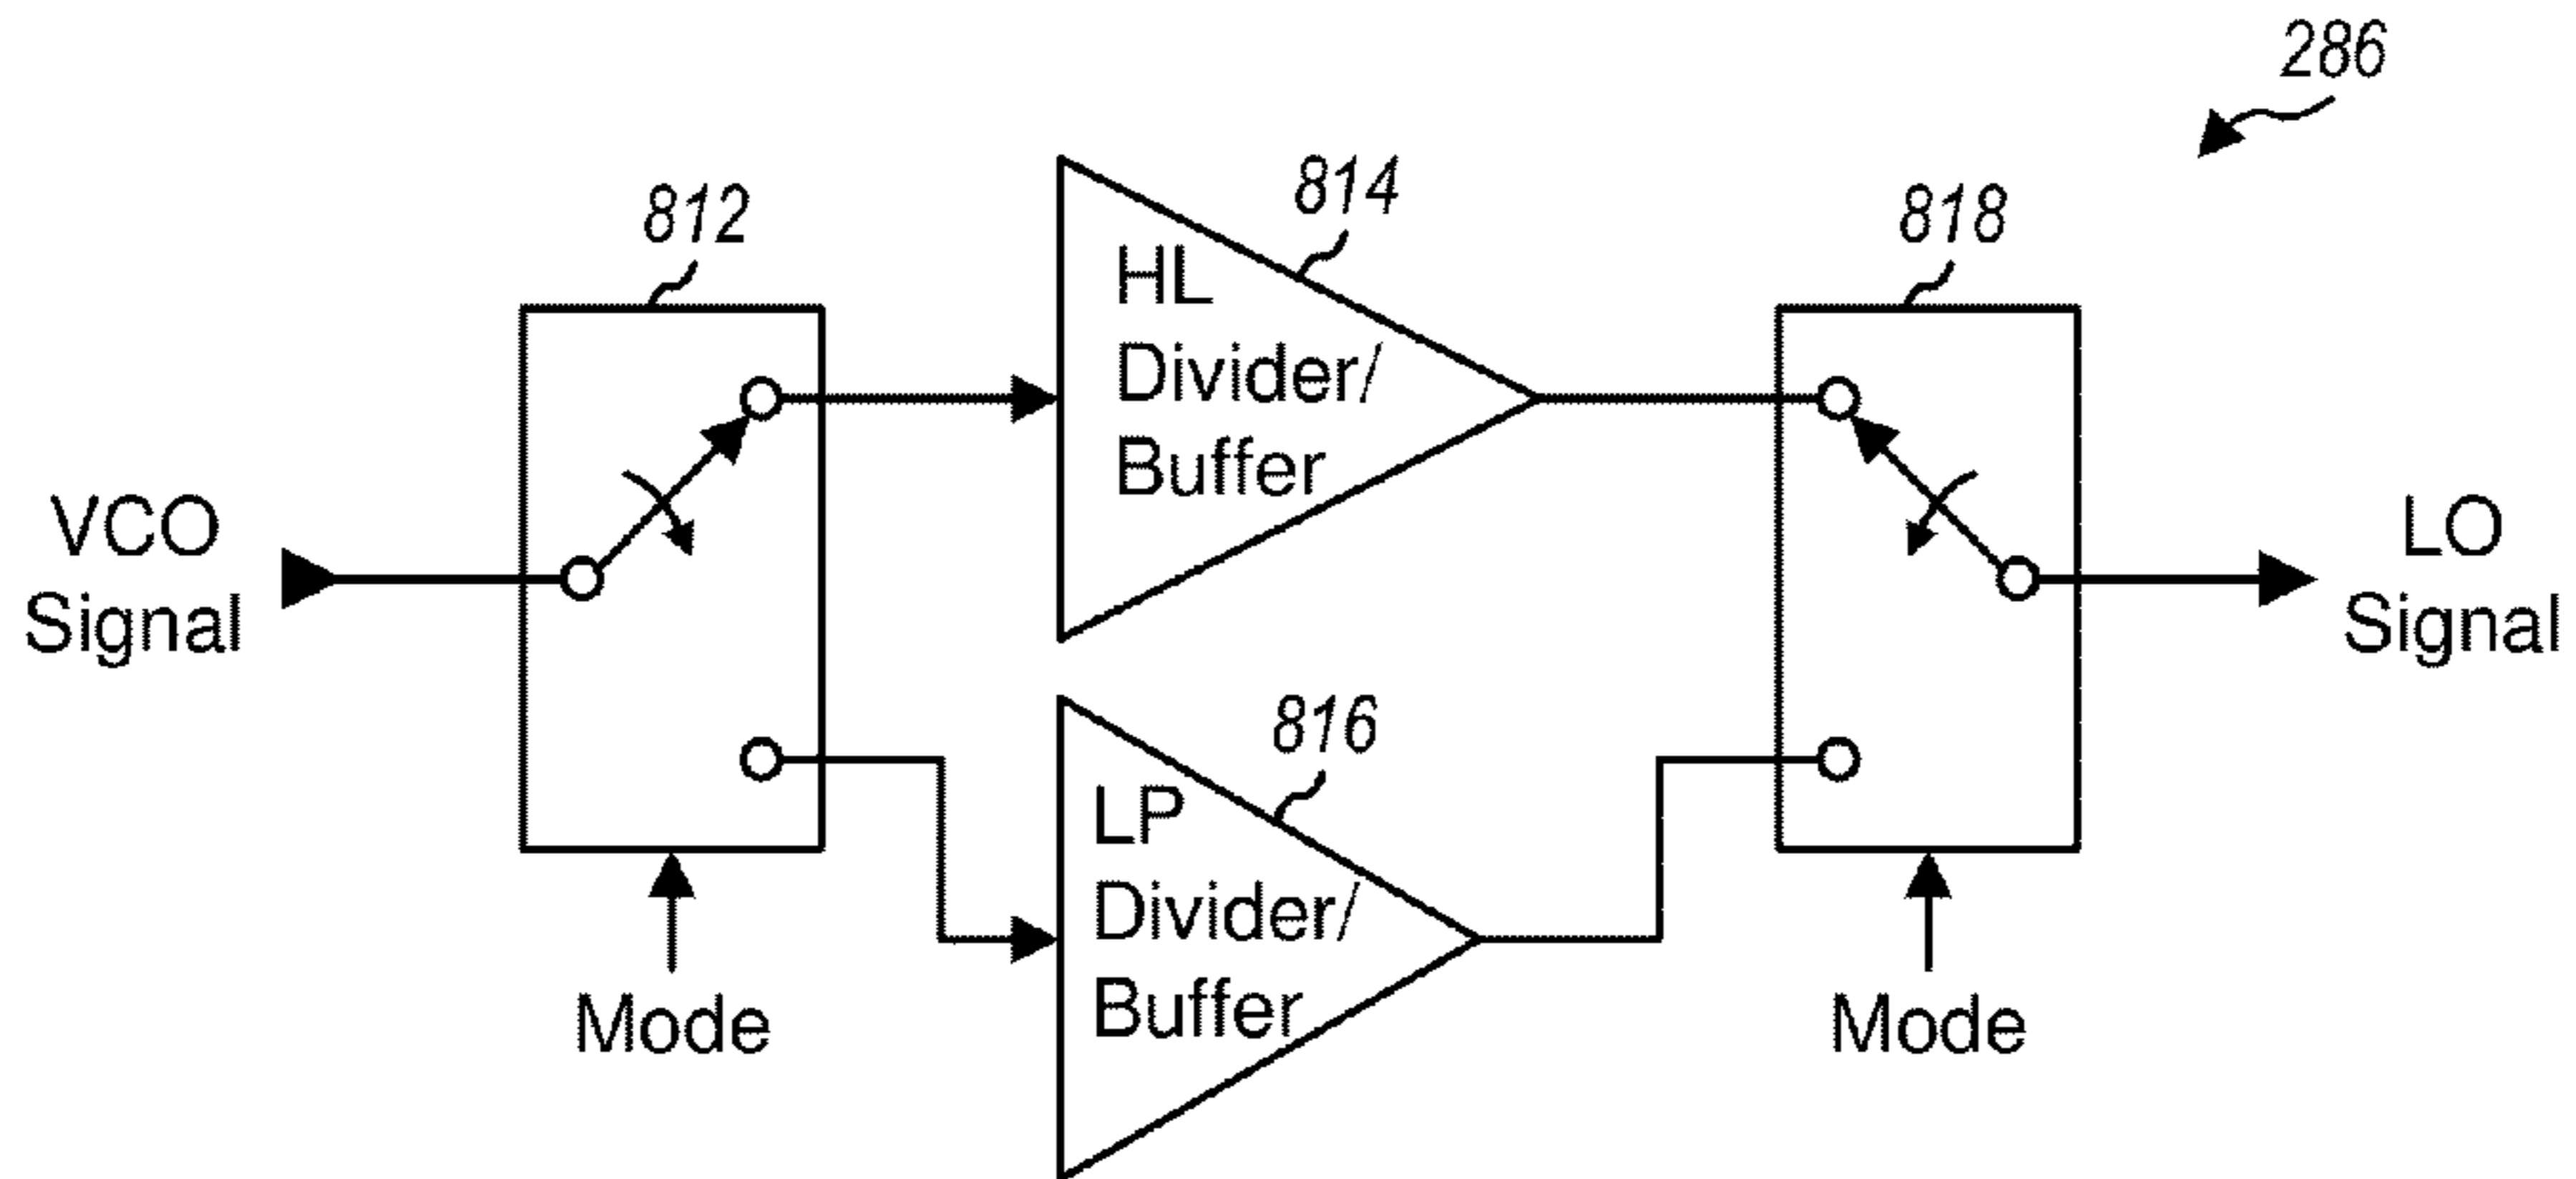 286
812
814
818
HL
Divider/
Buffer
VCO
Signal
LO
Signal
816
LP
Divider/
Buffer
Mode
Mode